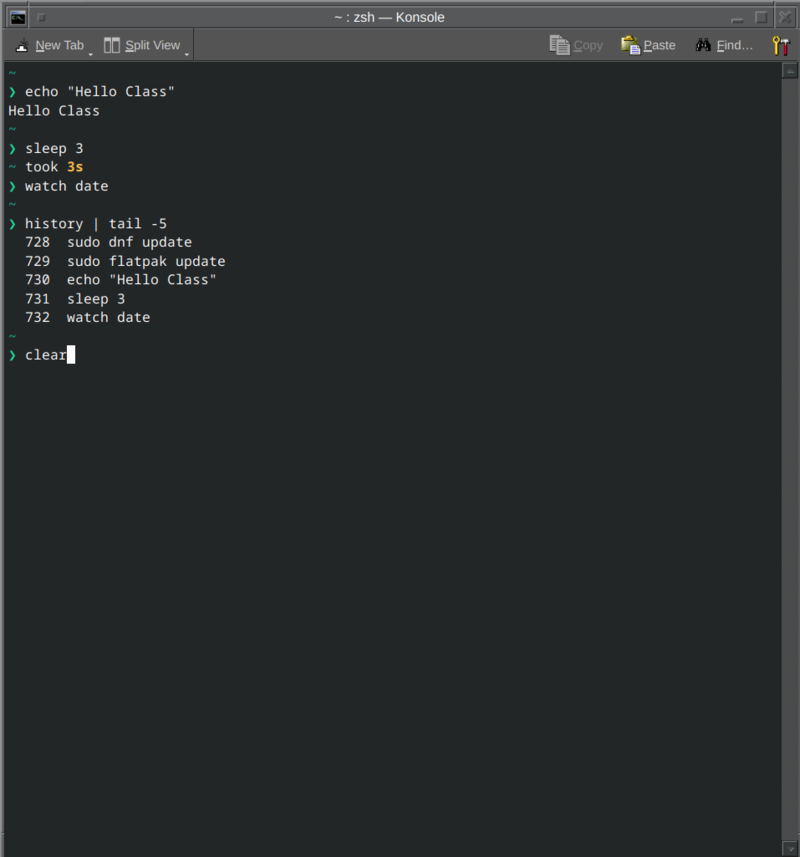 ~ : zsh — Konsole
New Tab Split View Copy Paste Find...
~
❯ echo "Hello Class"
Hello Class
~
❯ sleep 3
~ took 3s
❯ watch date
~
❯ history | tail -5
728 sudo dnf update
729 sudo flatpak update
730 echo "Hello Class"
731 sleep 3
732 watch date
~
❯ clear